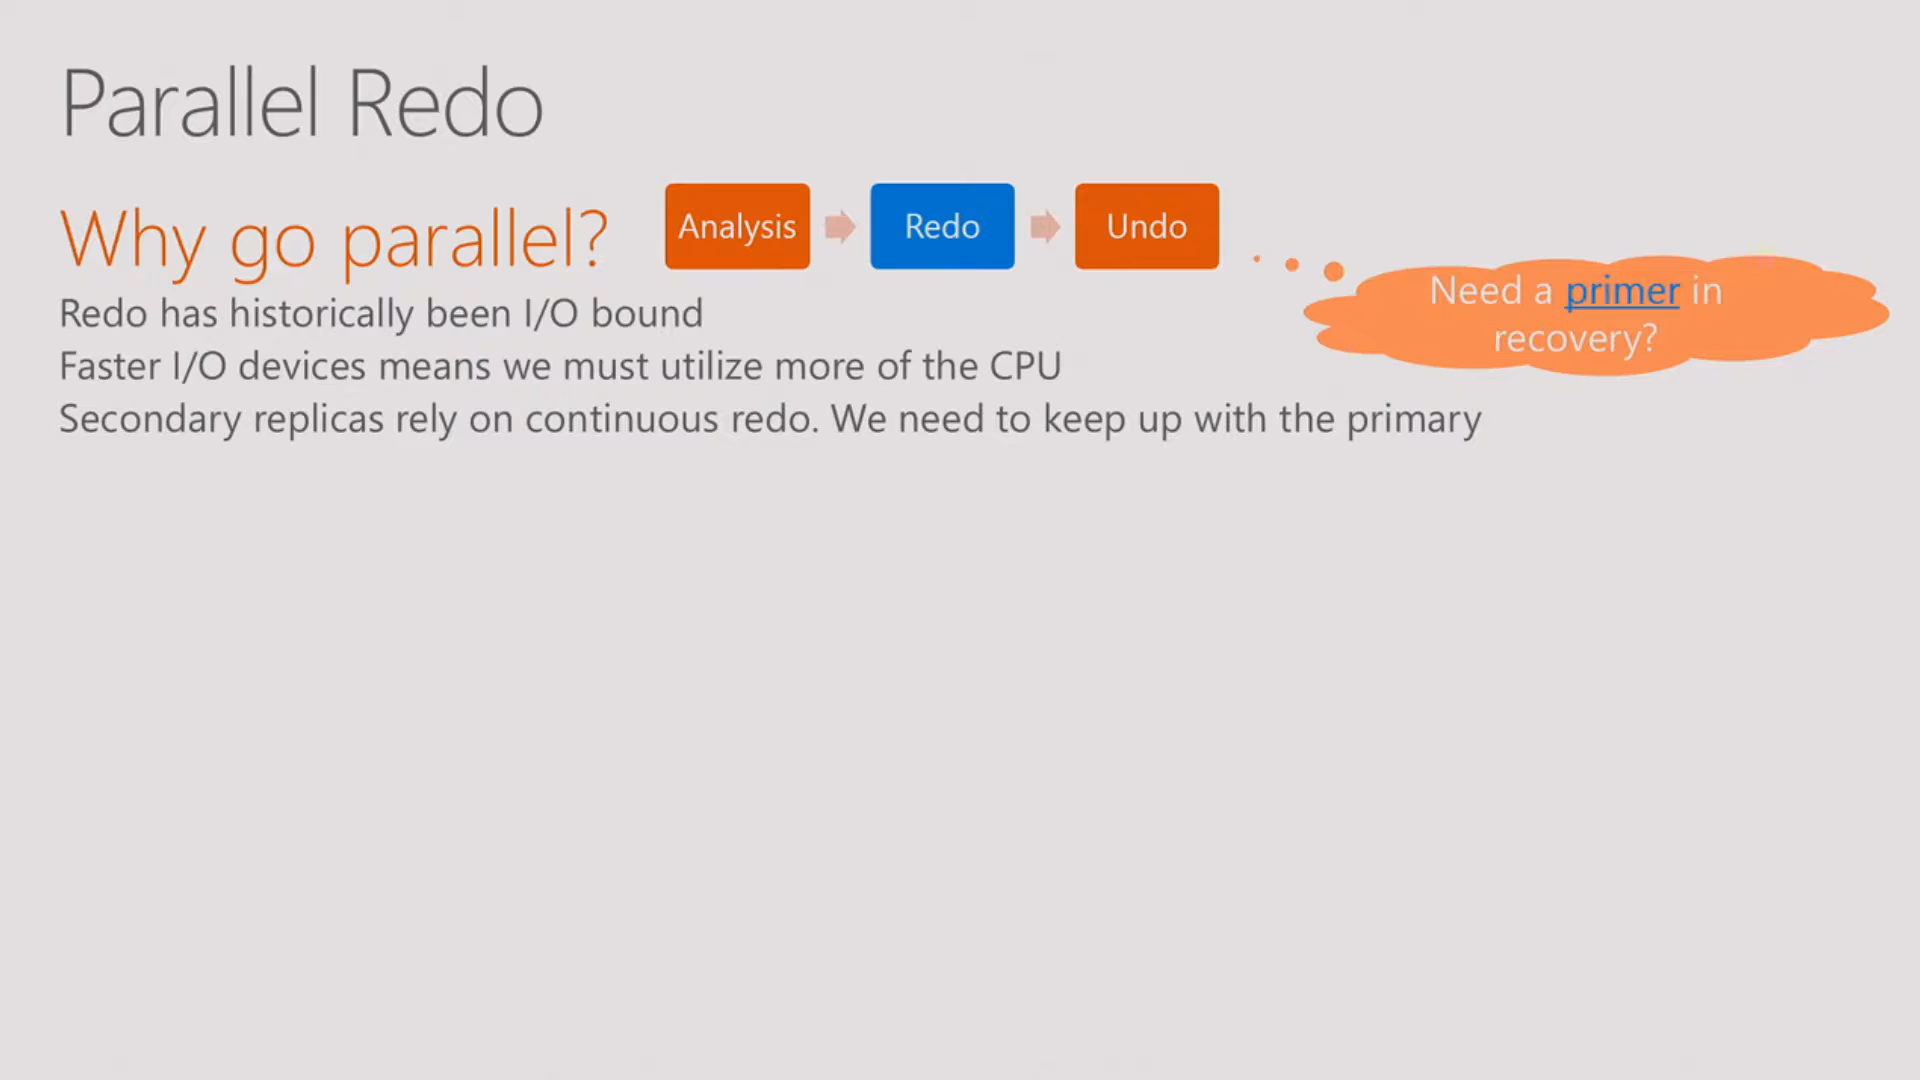 Parallel Redo
Why go parallel?
Analysis
Redo
Undo
Need a primer in
recovery?
Redo has historically been I/O bound
Faster I/O devices means we must utilize more of the CPU
Secondary replicas rely on continuous redo. We need to keep up with the primary